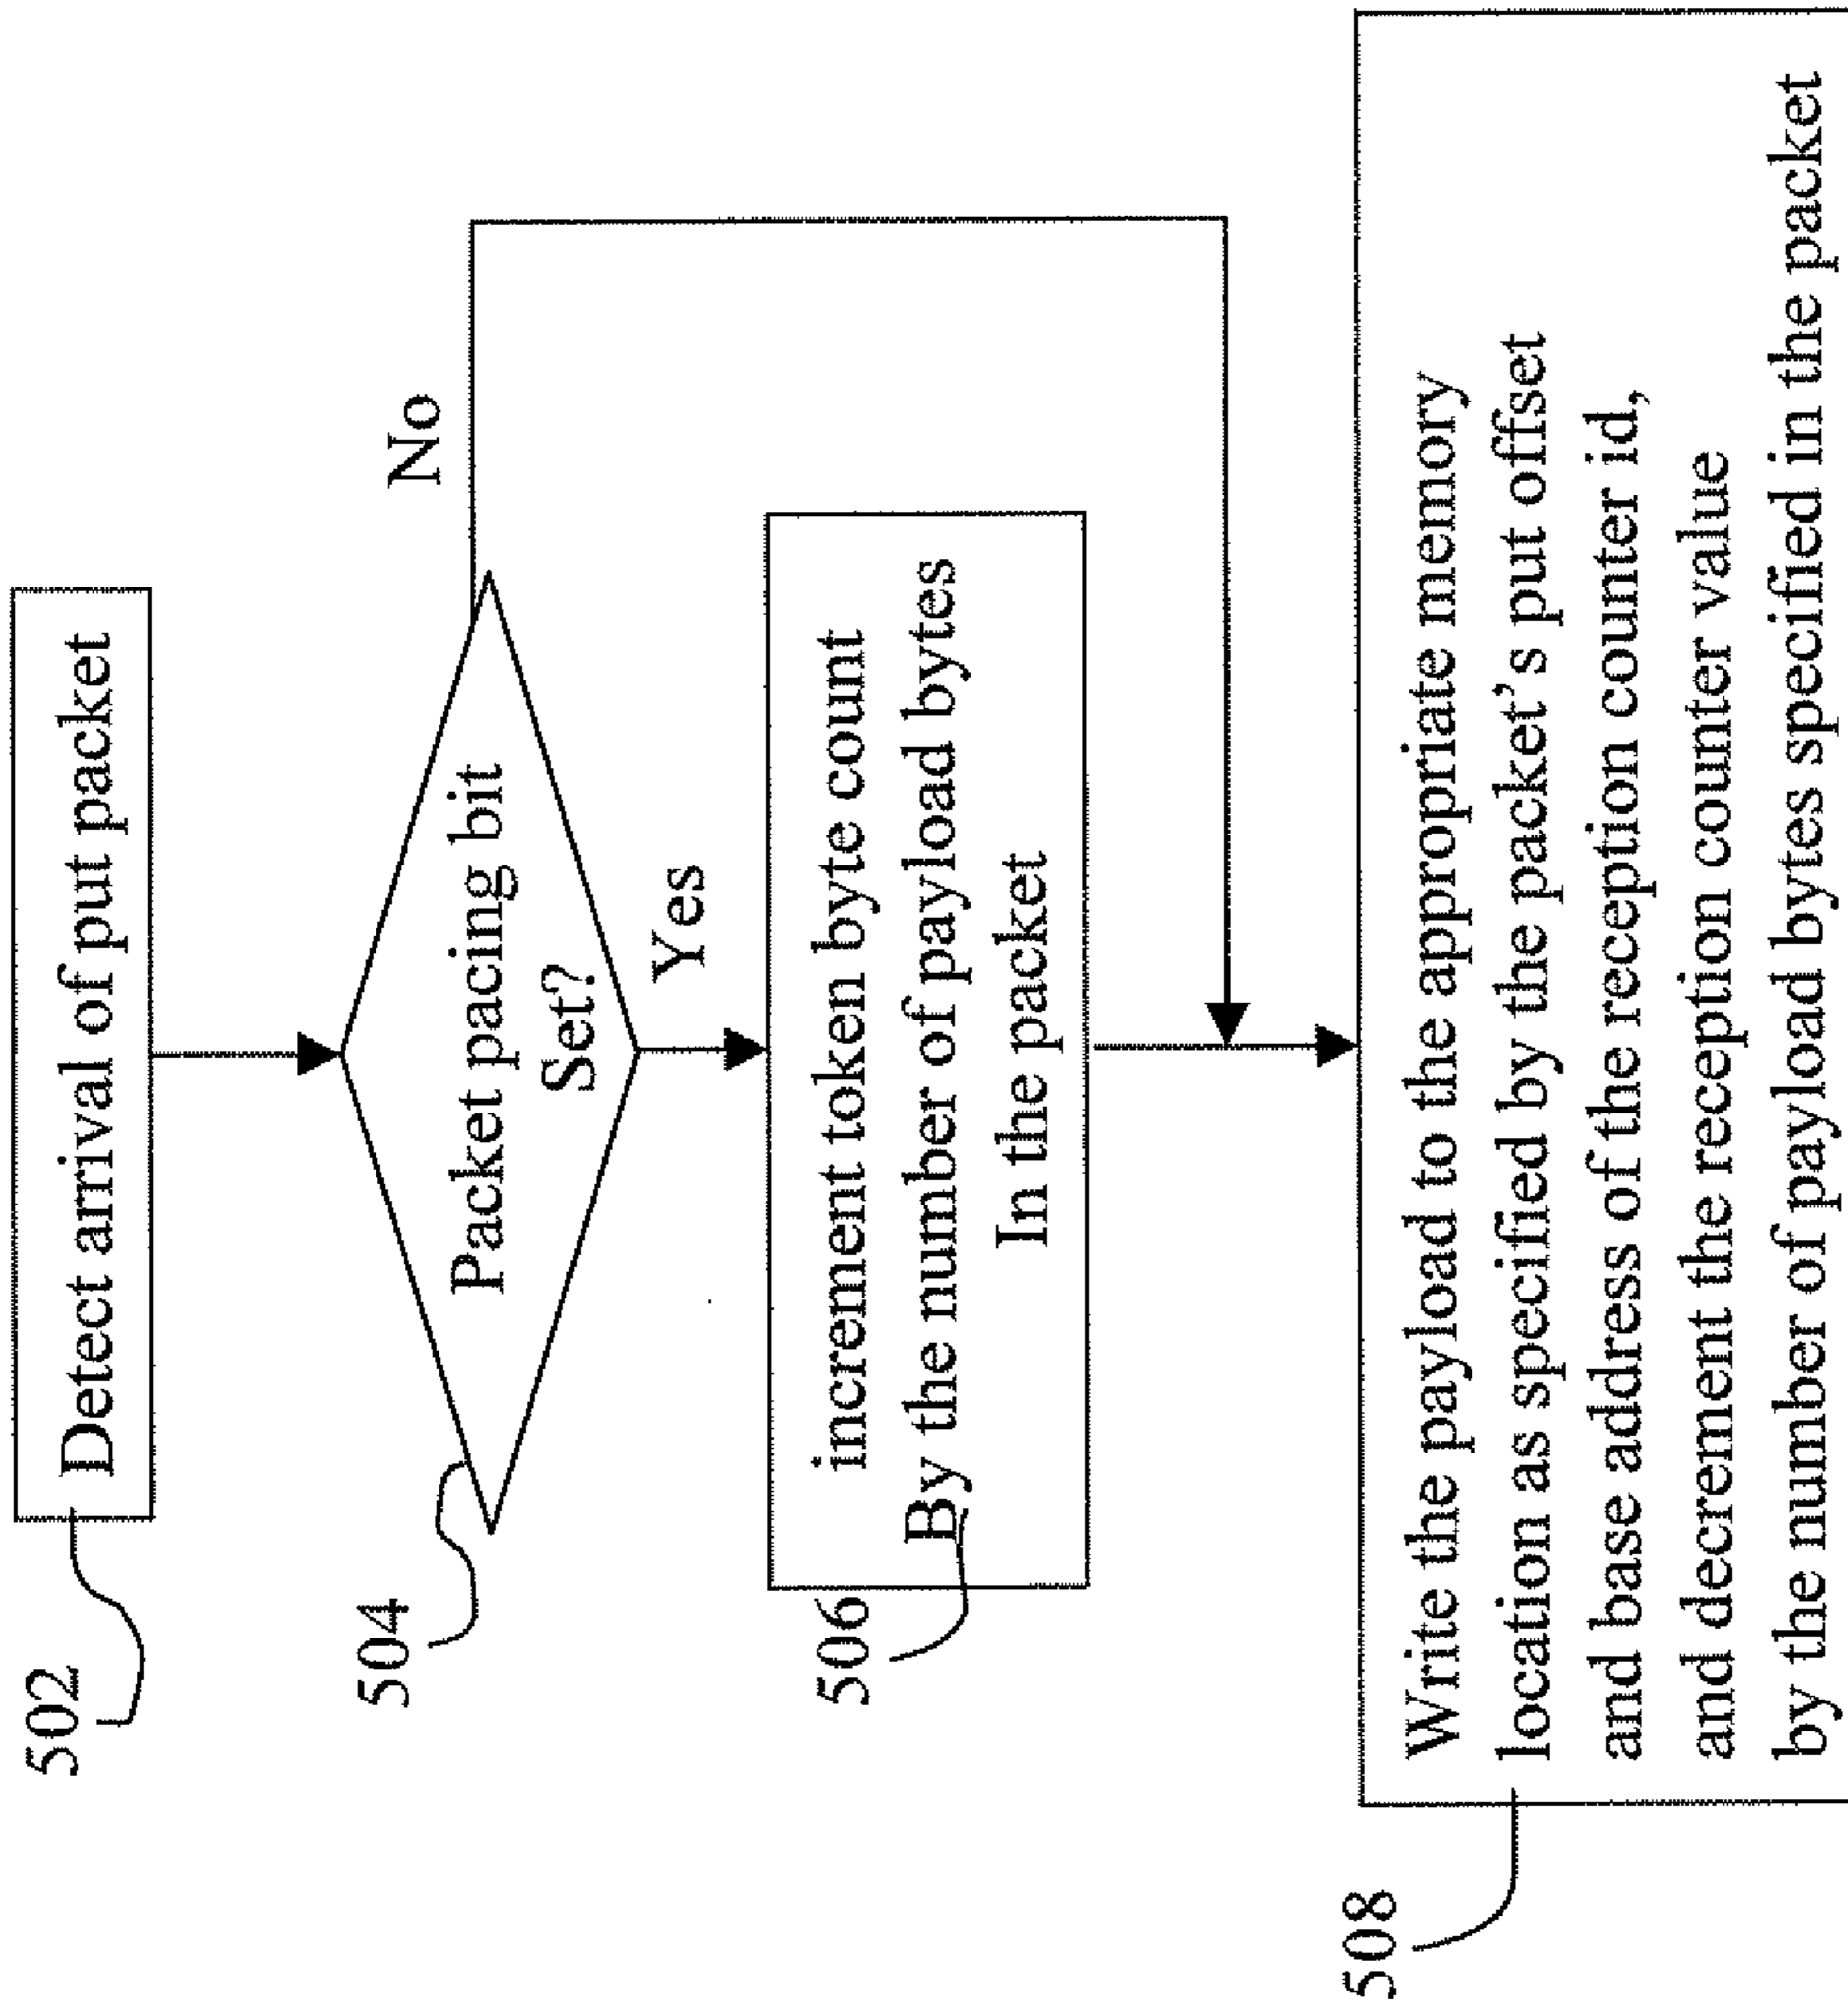 502
Detect arrival of put packet
504
Packet pacing bit
Set?
No
Yes
506
increment token byte count
By the number of payload bytes
In the packet
508
Write the payload to the appropriate memory
location as specified by the packet's put offset
and base address of the reception counter id,
and decrement the reception counter value
by the number of payload bytes specified in the packet